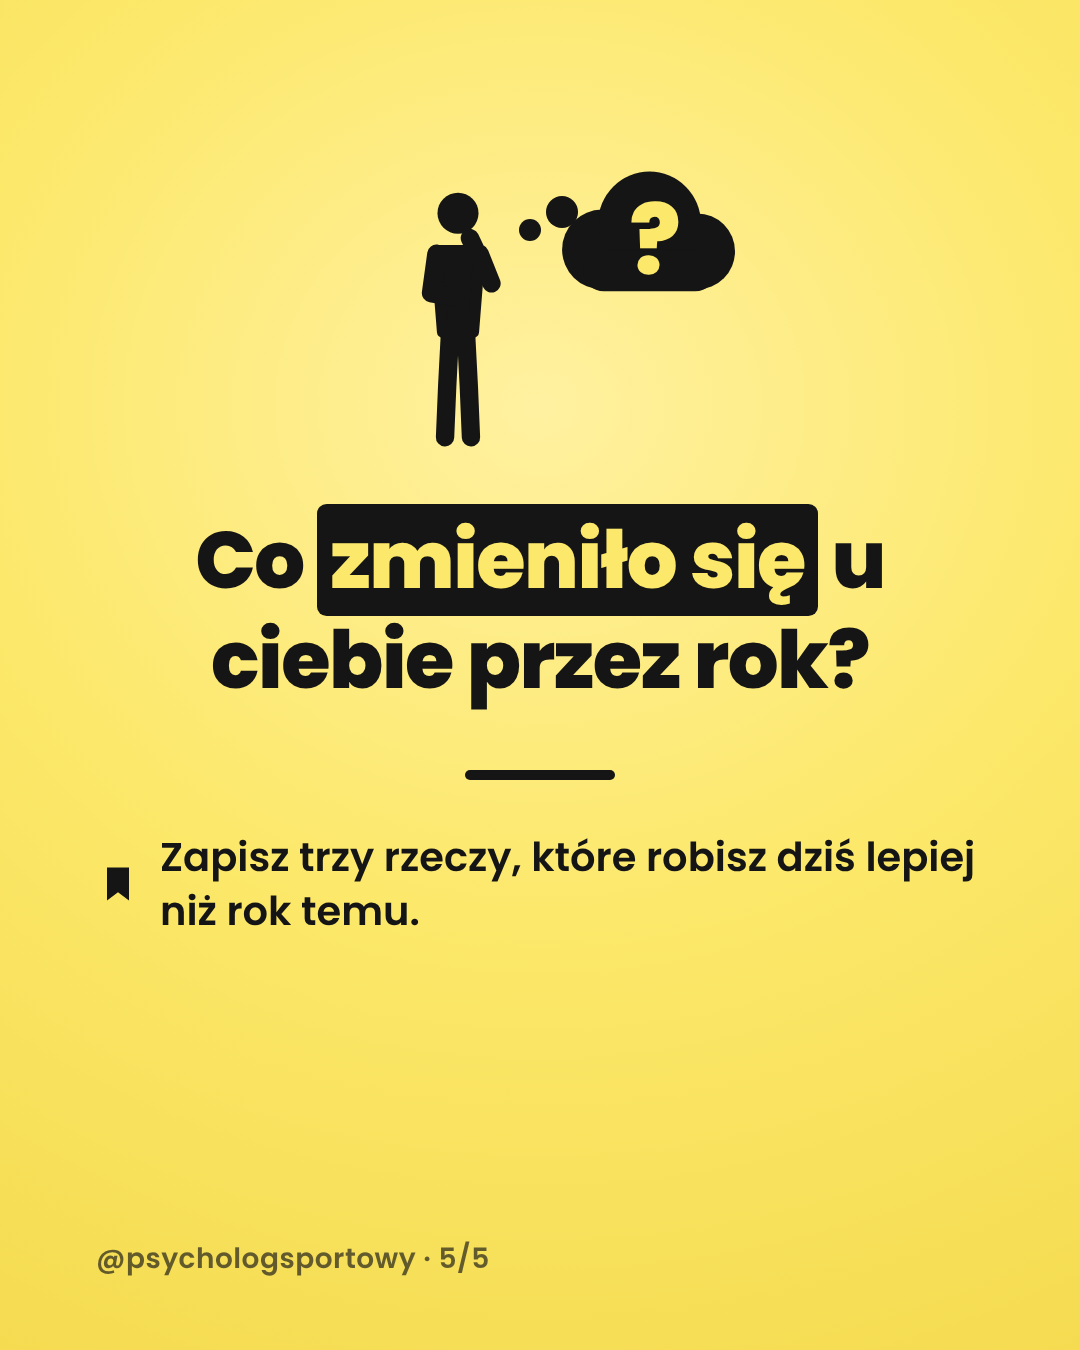 ?
Co zmieniło się u
ciebie przez rok?
Zapisz trzy rzeczy, które robisz dziś lepiej
niż rok temu.
@psychologsportowy · 5/5